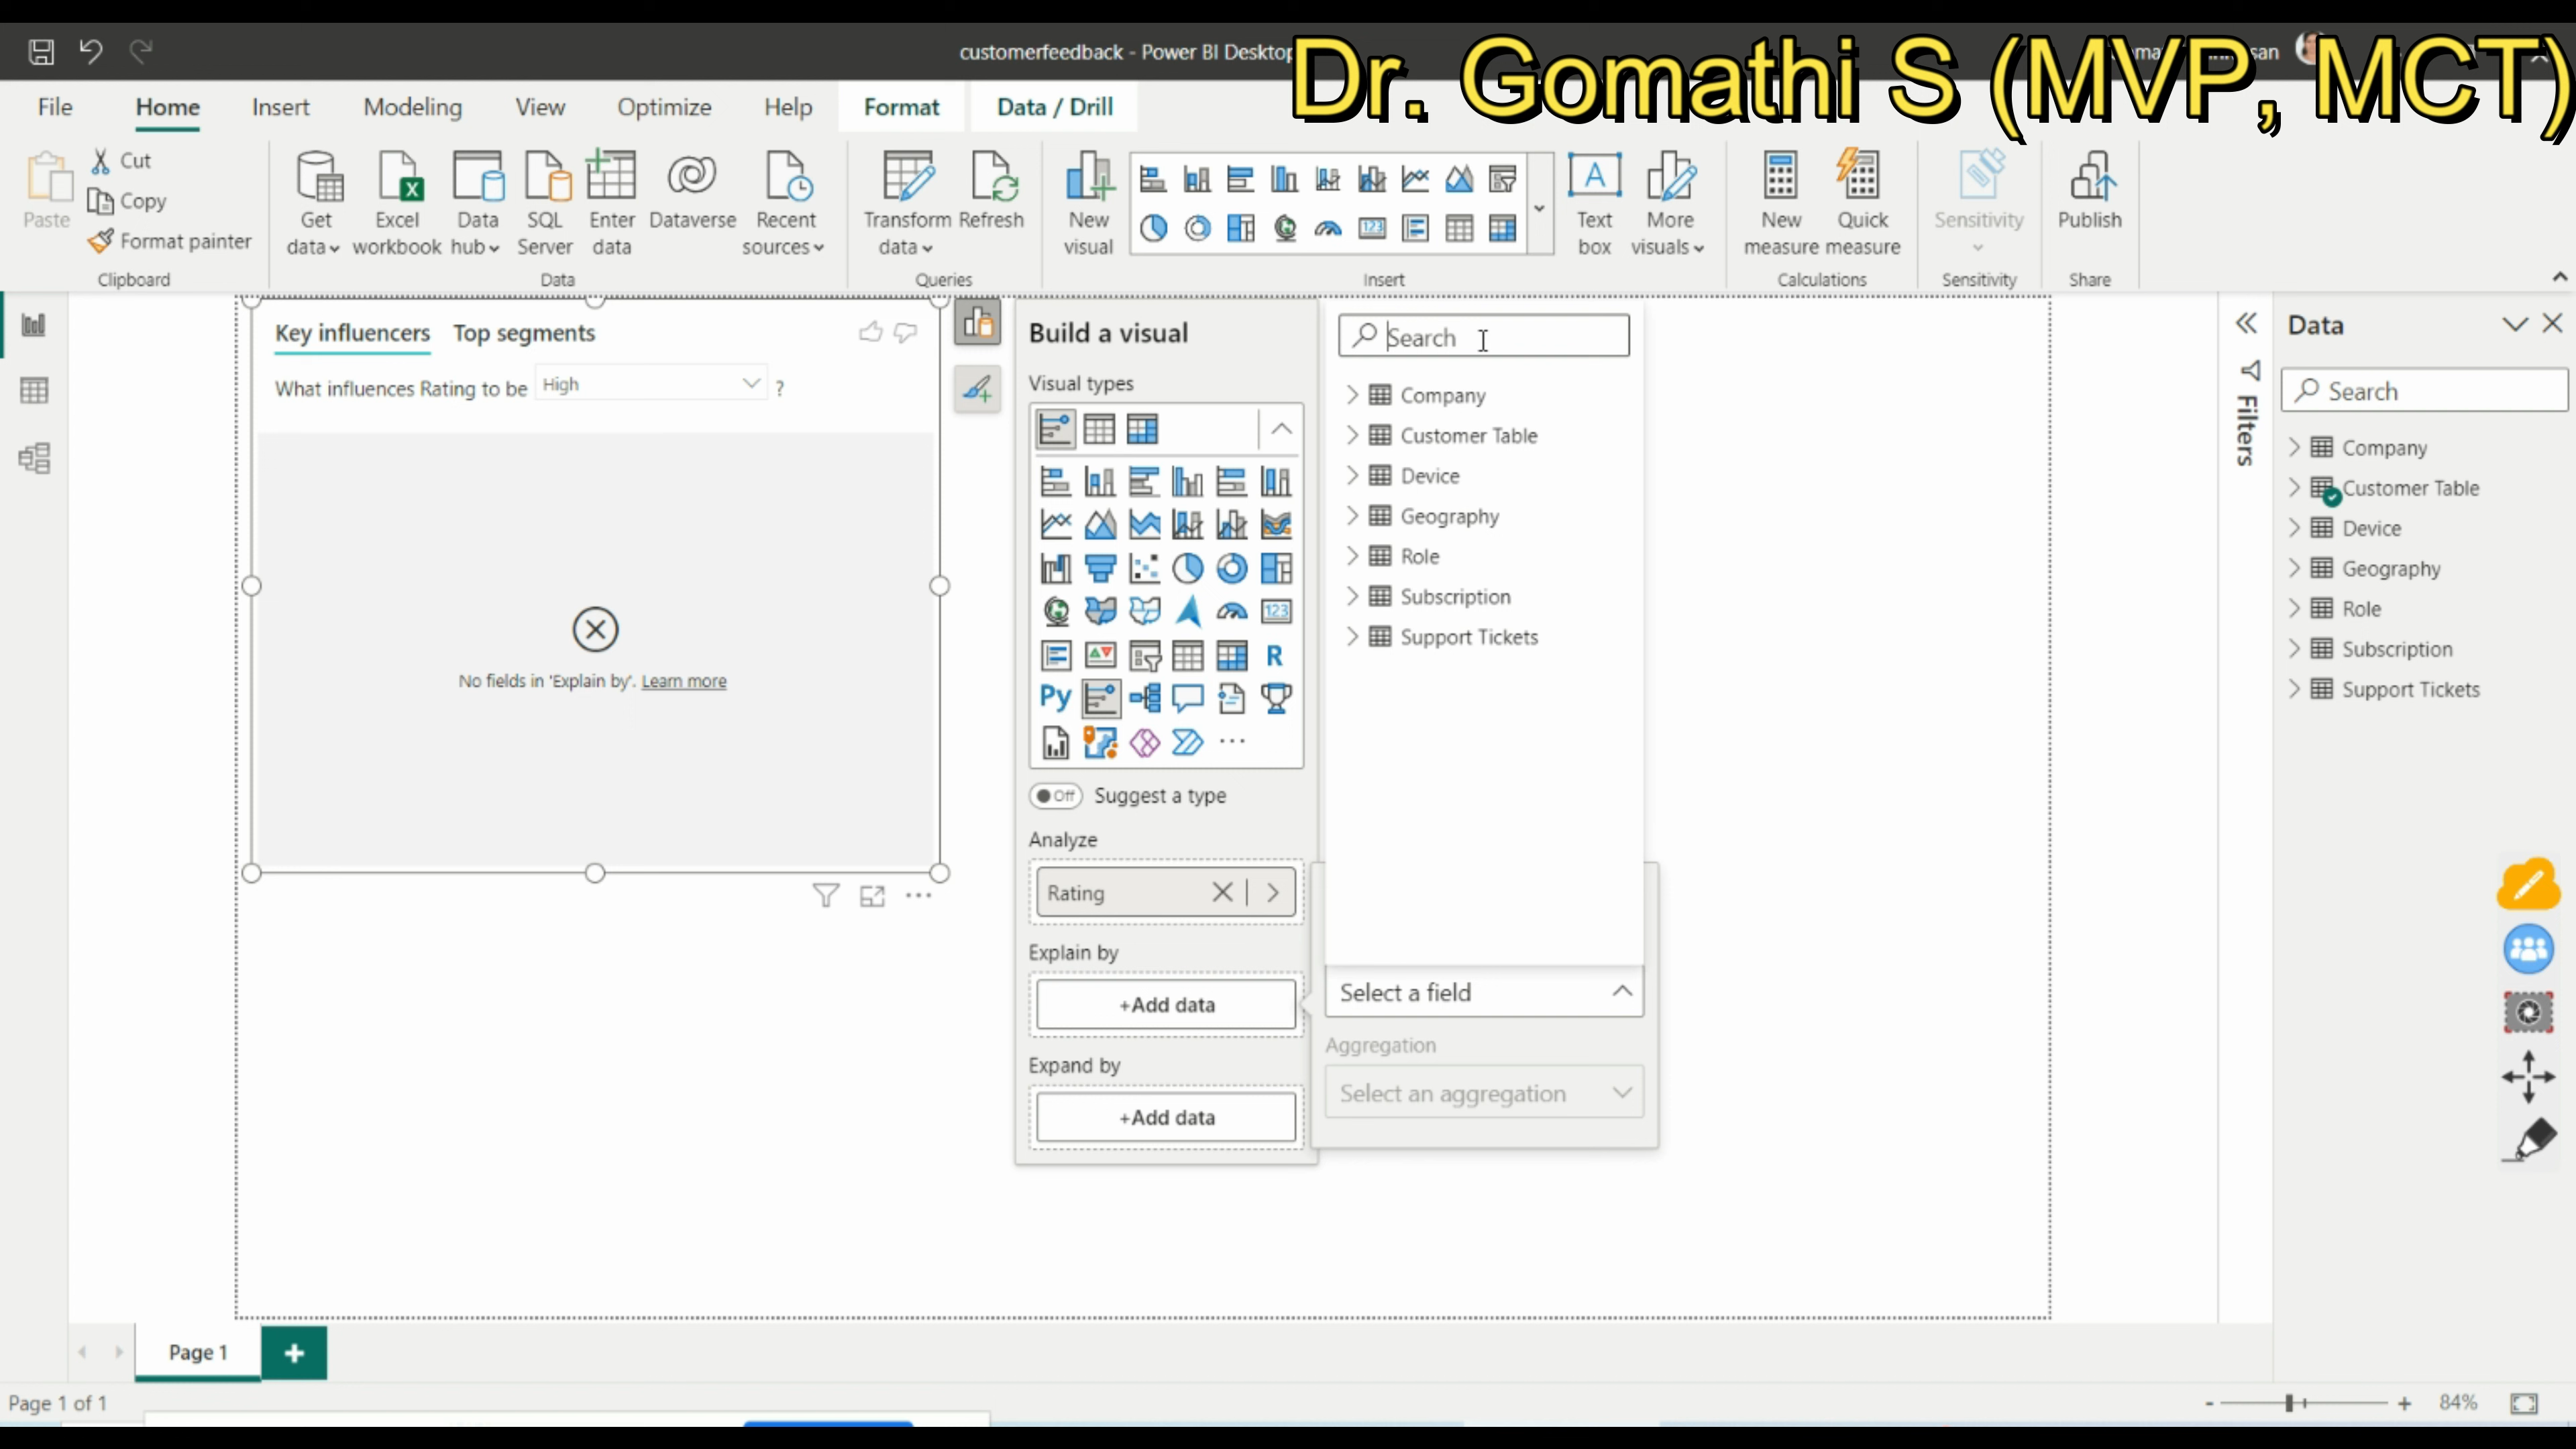 customerfeedback - Power BI Desktop
Dr. Gomathi S (MVP, MCT)
File Home Insert Modeling View Optimize Help Format Data / Drill
Paste
Cut
Copy
Format painter
Clipboard
Get data
Excel workbook
Data hub
SQL Server
Enter data
Dataverse
Recent sources
Data
Transform data
Refresh
Queries
New visual
123
Insert
A
Text box
More visuals
New measure
Quick measure
Calculations
Sensitivity
Sensitivity
Publish
Share
Key influencers Top segments
What influences Rating to be High ?
No fields in 'Explain by'. Learn more
Build a visual
Visual types
123
R
Py
Off Suggest a type
Analyze
Rating
Explain by
+Add data
Expand by
+Add data
Search
Company
Customer Table
Device
Geography
Role
Subscription
Support Tickets
Select a field
Aggregation
Select an aggregation
Filters
Data
Search
Company
Customer Table
Device
Geography
Role
Subscription
Support Tickets
Page 1
Page 1 of 1
84%